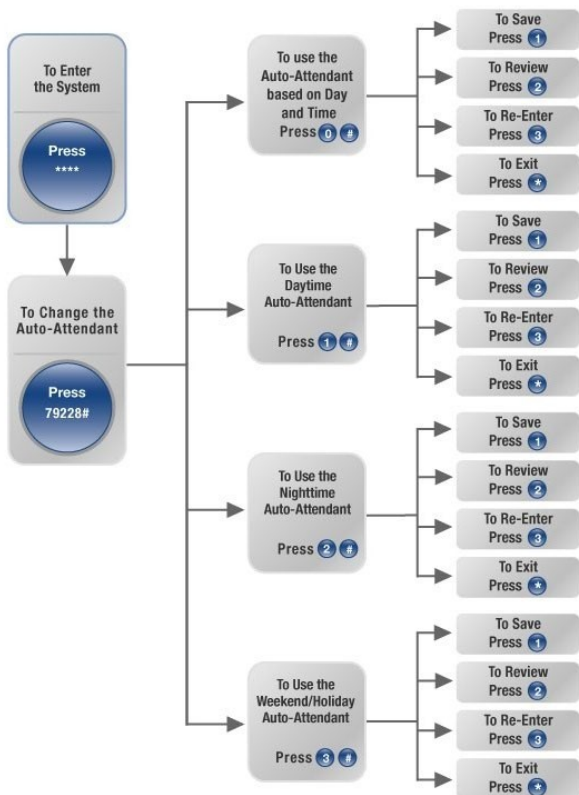 To Enter
the System
Press
****
To Change the
Auto-Attendant
Press
79228#
To use the
Auto-Attendant
based on Day
and Time
Press 0 #
To Save
Press 1
To Review
Press 2
To Re-Enter
Press 3
To Exit
Press *
To Use the
Daytime
Auto-Attendant
Press 1 #
To Save
Press 1
To Review
Press 2
To Re-Enter
Press 3
To Exit
Press *
To Use the
Nighttime
Auto-Attendant
Press 2 #
To Save
Press 1
To Review
Press 2
To Re-Enter
Press 3
To Exit
Press *
To Use the
Weekend/Holiday
Auto-Attendant
Press 3 #
To Save
Press 1
To Review
Press 2
To Re-Enter
Press 3
To Exit
Press *